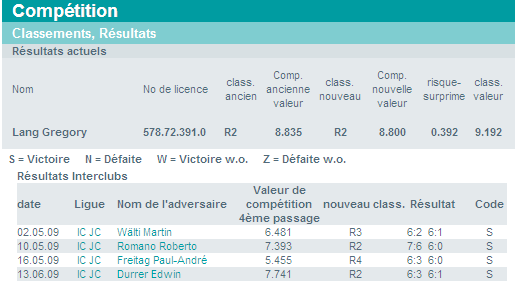 Compétition
Classements, Résultats
Résultats actuels
Nom No de licence class. ancien Comp. ancienne valeur class. nouveau Comp. nouvelle valeur risque-surprime class. valeur
Lang Gregory 578.72.391.0 R2 8.835 R2 8.800 0.392 9.192
S = Victoire N = Défaite W = Victoire w.o. Z = Défaite w.o.
Résultats Interclubs
date Ligue Nom de l'adversaire Valeur de compétition 4ème passage nouveau class. Résultat Code
02.05.09 IC JC Wälti Martin 6.481 R3 6:2 6:1 S
10.05.09 IC JC Romano Roberto 7.393 R2 7:6 6:0 S
16.05.09 IC JC Freitag Paul-André 5.455 R4 6:3 6:0 S
13.06.09 IC JC Durrer Edwin 7.741 R2 6:3 6:1 S